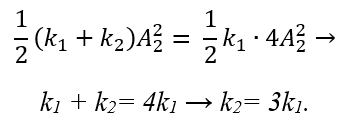 1/2 (k₁ + k₂)A₂² = 1/2 k₁ · 4A₂² →
k₁ + k₂= 4k₁ → k₂= 3k₁.